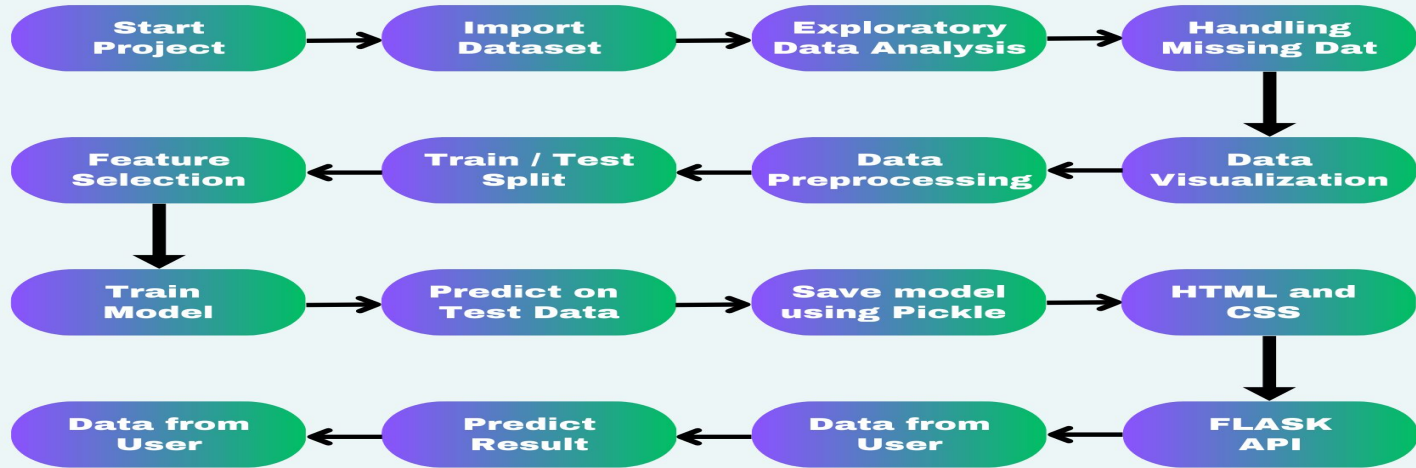 Start
Project
Import
Dataset
Exploratory
Data Analysis
Handling
Missing Dat
Feature
Selection
Train / Test
Split
Data
Preprocessing
Data
Visualization
Train
Model
Predict on
Test Data
Save model
using Pickle
HTML and
CSS
Data from
User
Predict
Result
Data from
User
FLASK
API